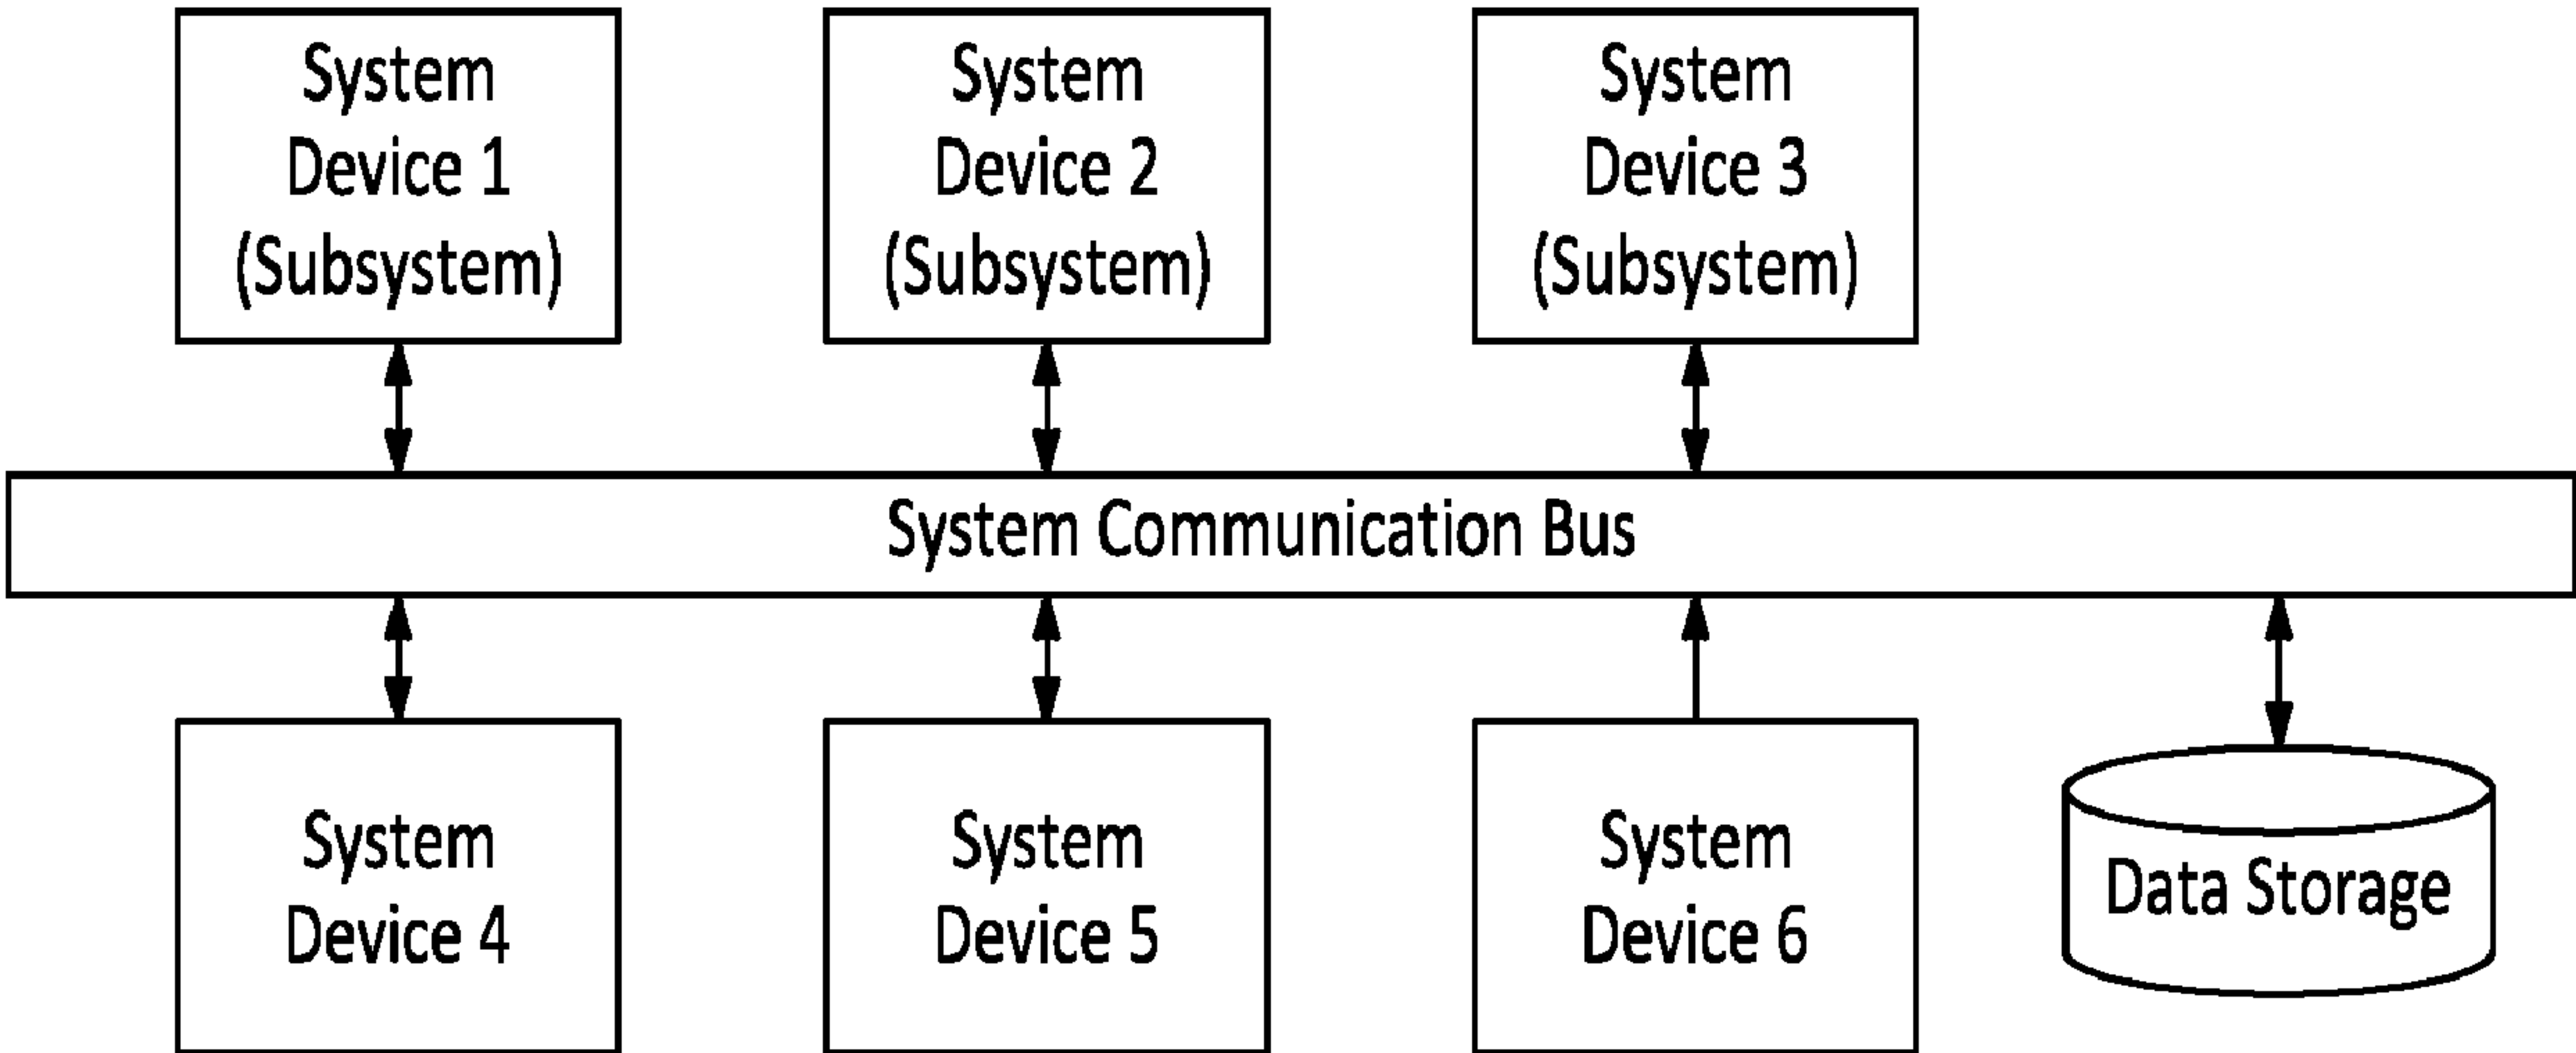 System
Device 1
(Subsystem)
System
Device 2
(Subsystem)
System
Device 3
(Subsystem)
System Communication Bus
System
Device 4
System
Device 5
System
Device 6
Data Storage